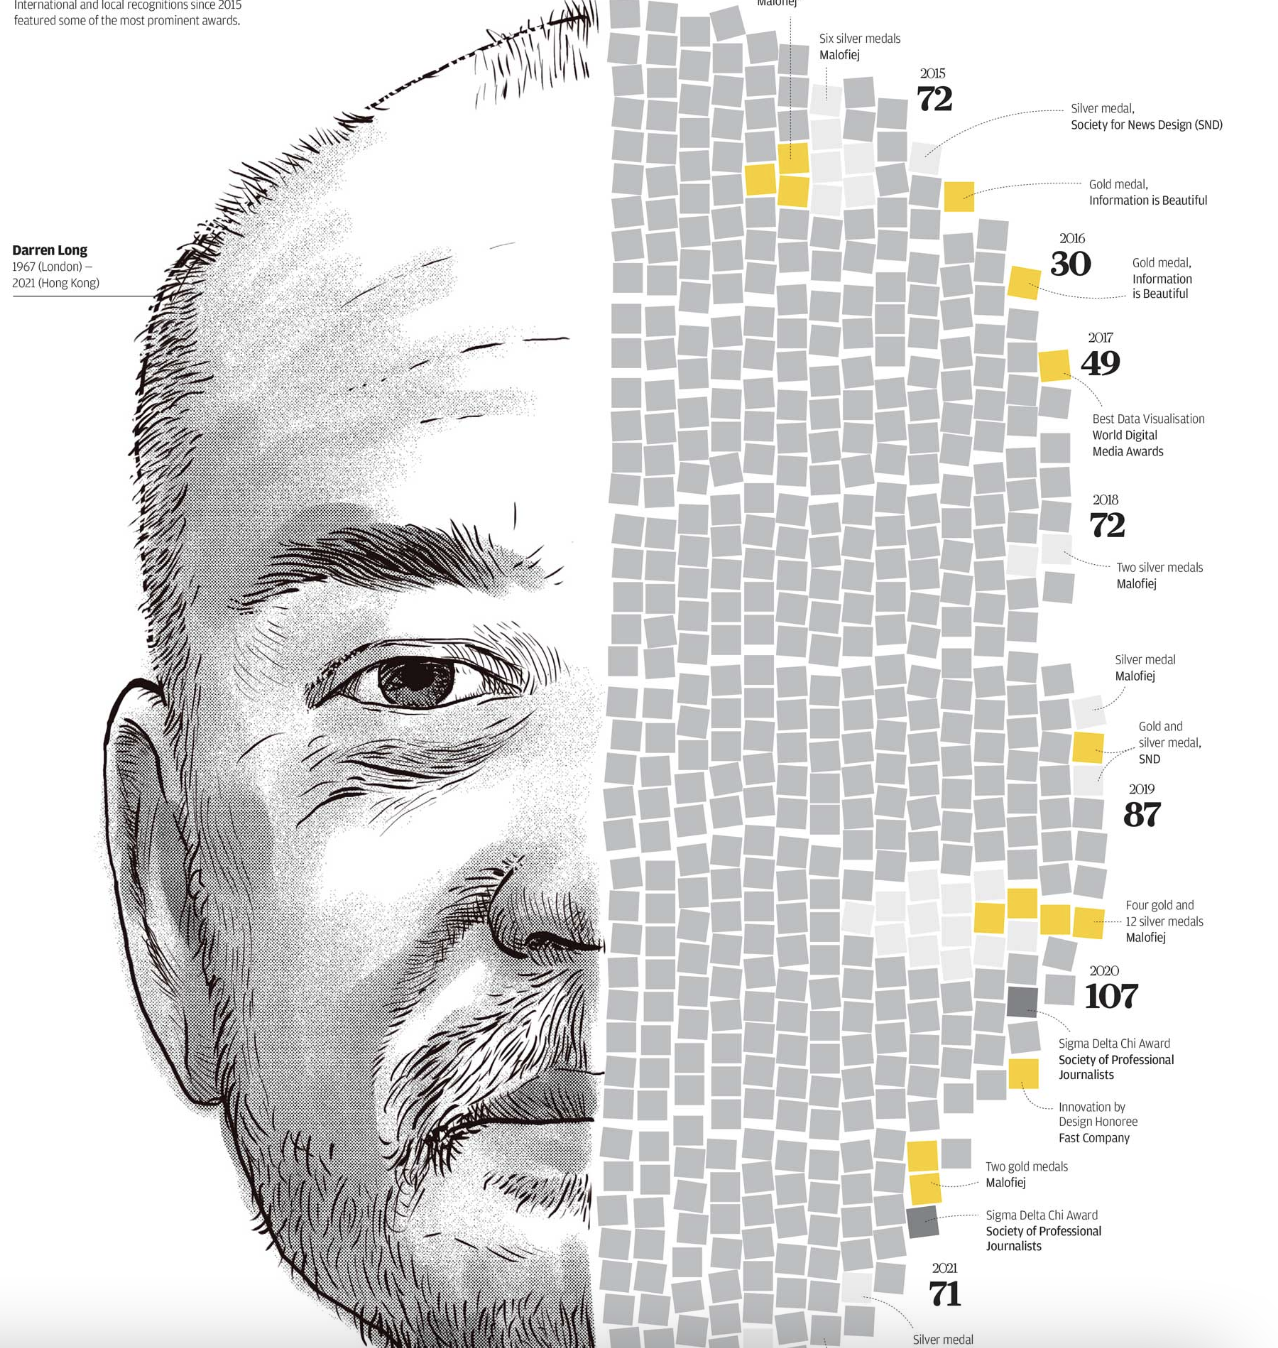 International and local recognitions since 2015
featured some of the most prominent awards.
Malofiej
Six silver medals
Malofiej
2015
72
Silver medal,
Society for News Design (SND)
Gold medal,
Information is Beautiful
Darren Long
1967 (London) –
2021 (Hong Kong)
2016
30
Gold medal,
Information
is Beautiful
2017
49
Best Data Visualisation
World Digital
Media Awards
2018
72
Two silver medals
Malofiej
Silver medal
Malofiej
Gold and
silver medal,
SND
2019
87
Four gold and
12 silver medals
Malofiej
2020
107
Sigma Delta Chi Award
Society of Professional
Journalists
Innovation by
Design Honoree
Fast Company
Two gold medals
Malofiej
Sigma Delta Chi Award
Society of Professional
Journalists
2021
71
Silver medal